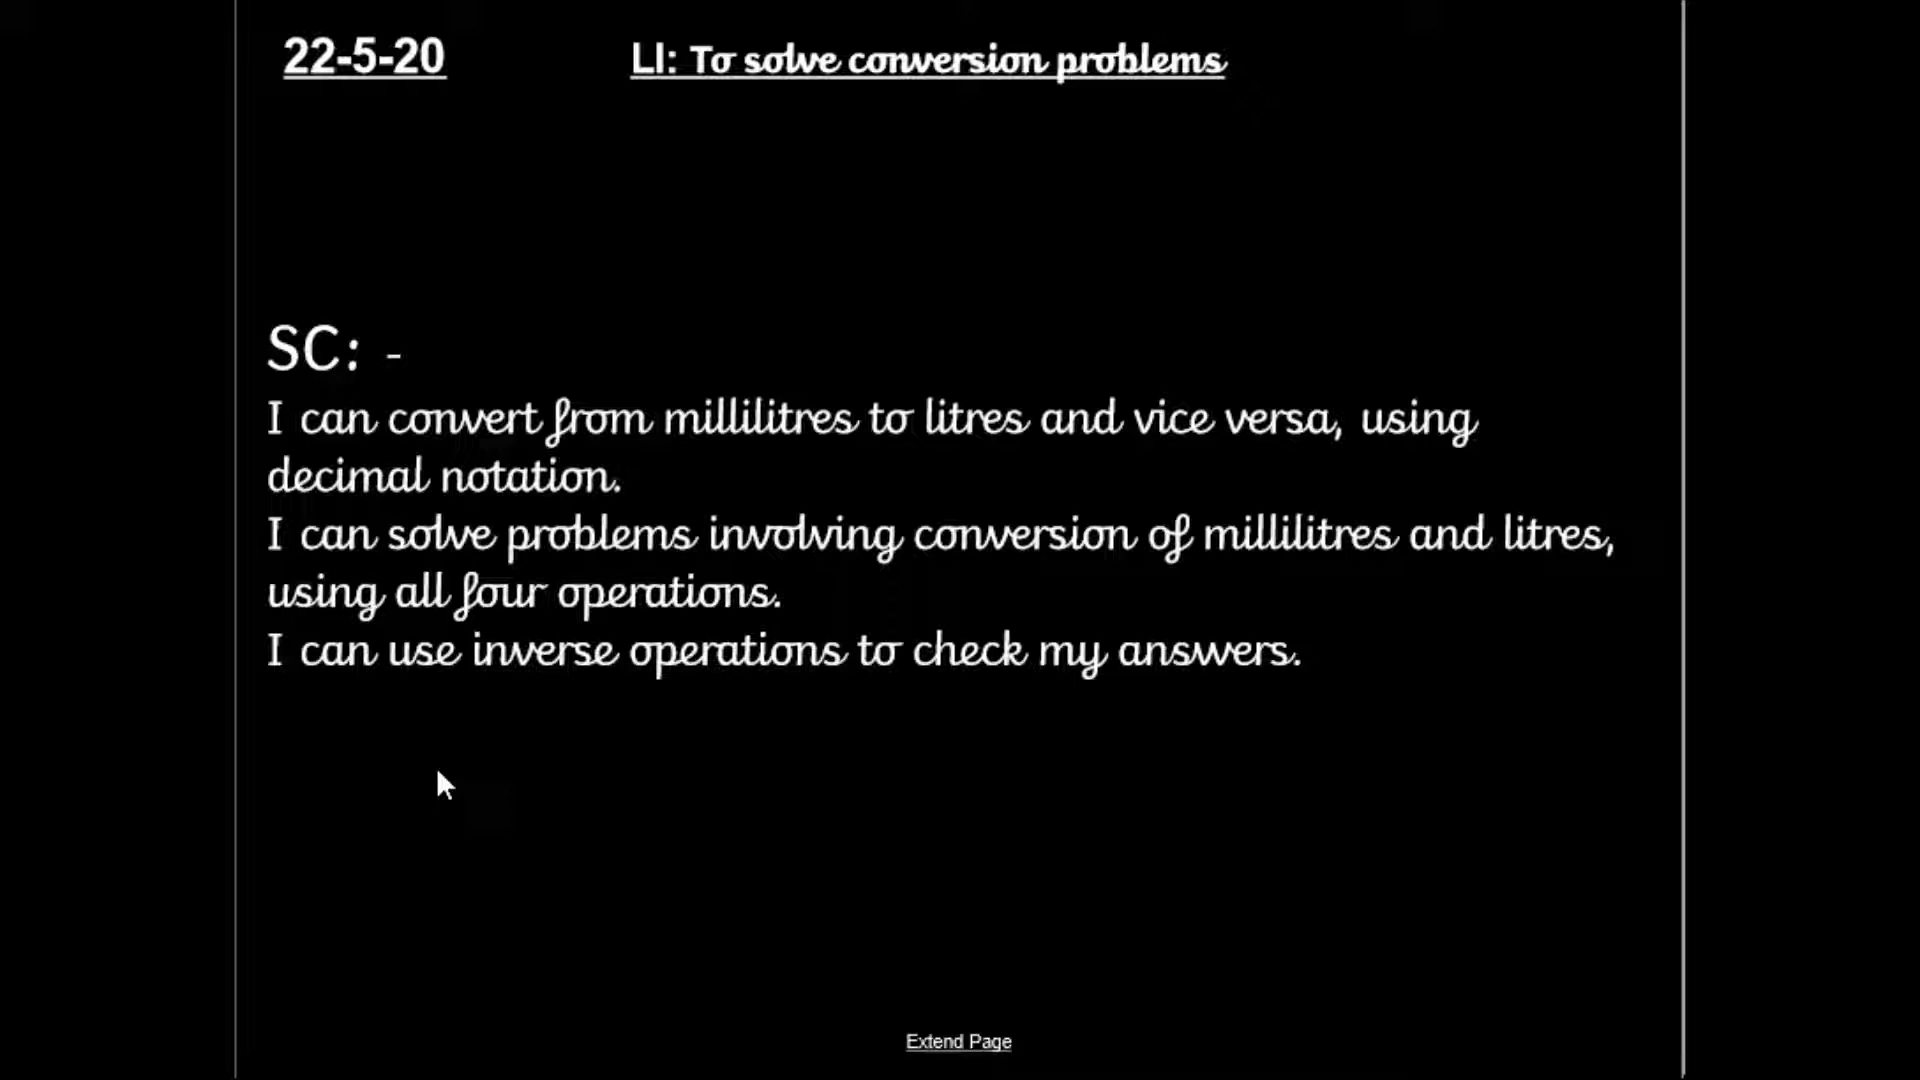 22-5-20 LI: To solve conversion problems
SC: -
I can convert from millilitres to litres and vice versa, using
decimal notation.
I can solve problems involving conversion of millilitres and litres,
using all four operations.
I can use inverse operations to check my answers.
Extend Page